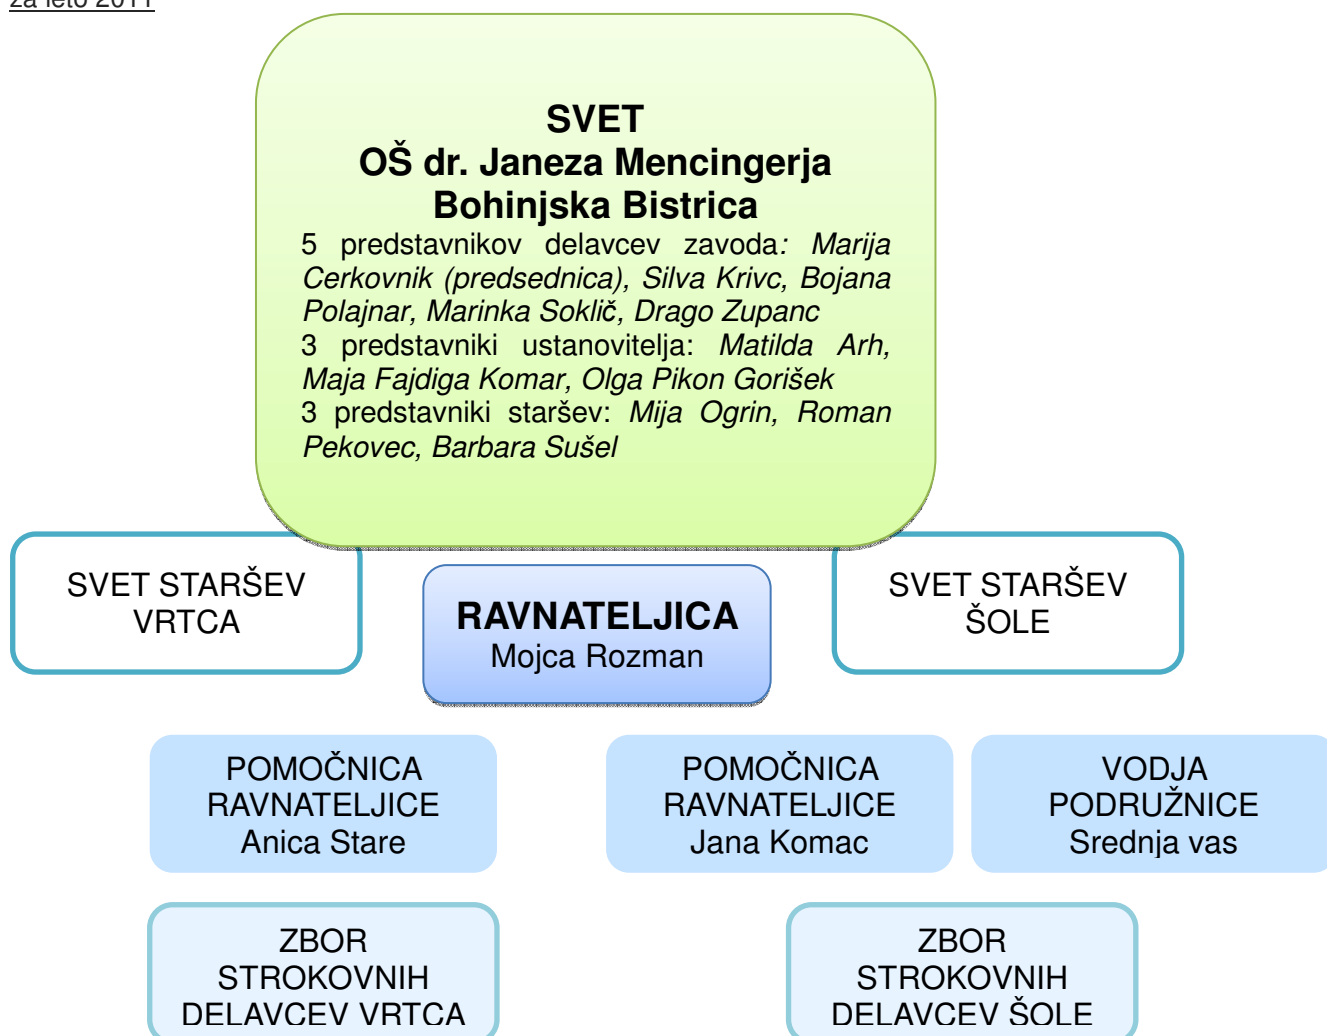 za leto 2011
SVET
OŠ dr. Janeza Mencingerja
Bohinjska Bistrica
5 predstavnikov delavcev zavoda: Marija
Cerkovnik (predsednica), Silva Krivc, Bojana
Polajnar, Marinka Soklič, Drago Zupanc
3 predstavniki ustanovitelja: Matilda Arh,
Maja Fajdiga Komar, Olga Pikon Gorišek
3 predstavniki staršev: Mija Ogrin, Roman
Pekovec, Barbara Sušel
SVET STARŠEV
VRTCA
RAVNATELJICA
Mojca Rozman
SVET STARŠEV
ŠOLE
POMOČNICA
RAVNATELJICE
Anica Stare
POMOČNICA
RAVNATELJICE
Jana Komac
VODJA
PODRUŽNICE
Srednja vas
ZBOR
STROKOVNIH
DELAVCEV VRTCA
ZBOR
STROKOVNIH
DELAVCEV ŠOLE